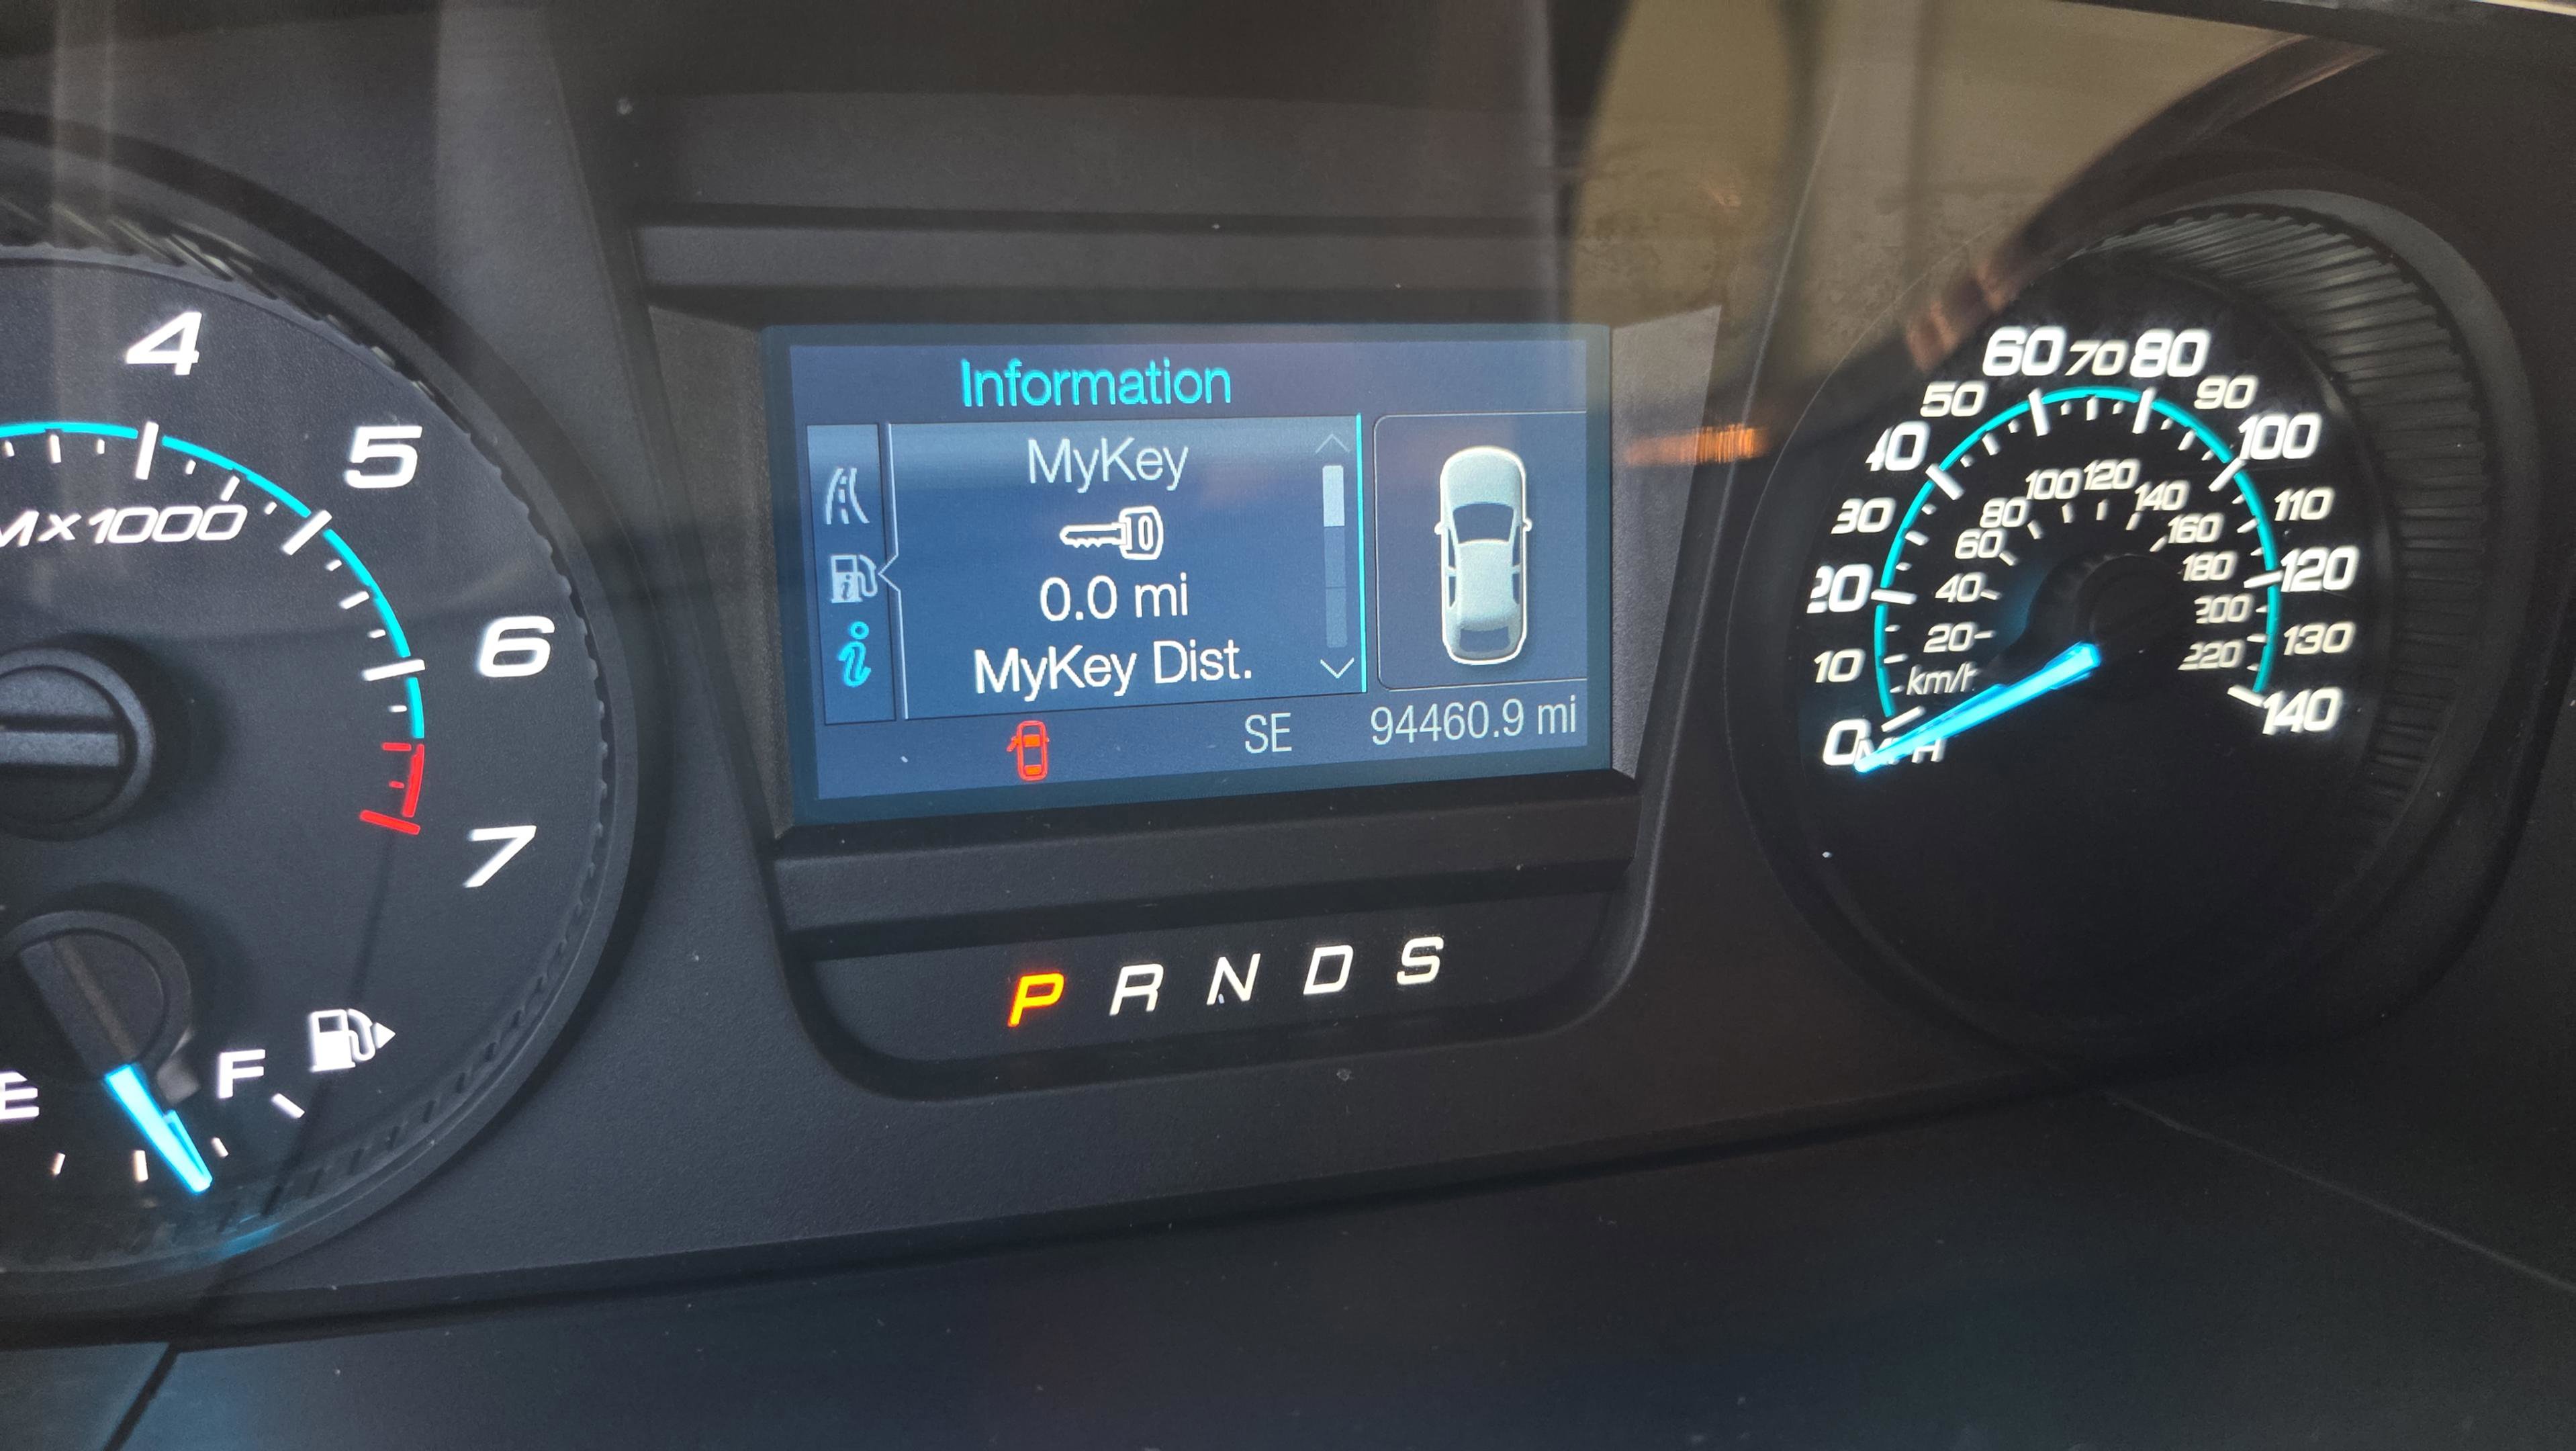 4
5
Mx1000
6
7
E
F
Information
MyKey
0.0 mi
MyKey Dist.
SE
94460.9 mi
P R N D S
0 10 20 30 40 50 60 70 80 90 100 110 120 130 140
20 40 60 80 100 120 140 160 180 200 220
km/h
MPH